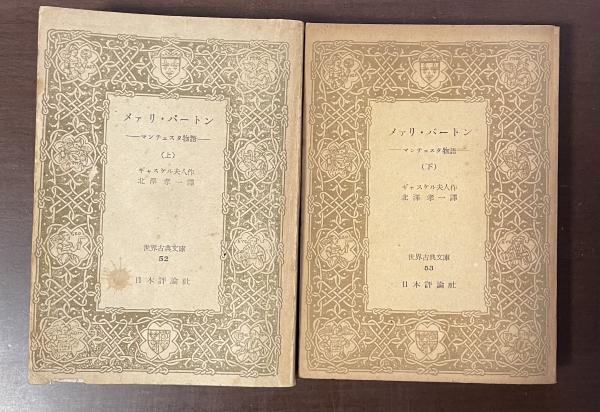 メァリ・バートン
―マンチェスタ物語―
(上)
ギャスケル夫人作
北澤孝一譯
世界古典文庫
52
日本評論社
メァリ・バートン
―マンチェスタ物語―
(下)
ギャスケル夫人作
北澤孝一譯
世界古典文庫
53
日本評論社